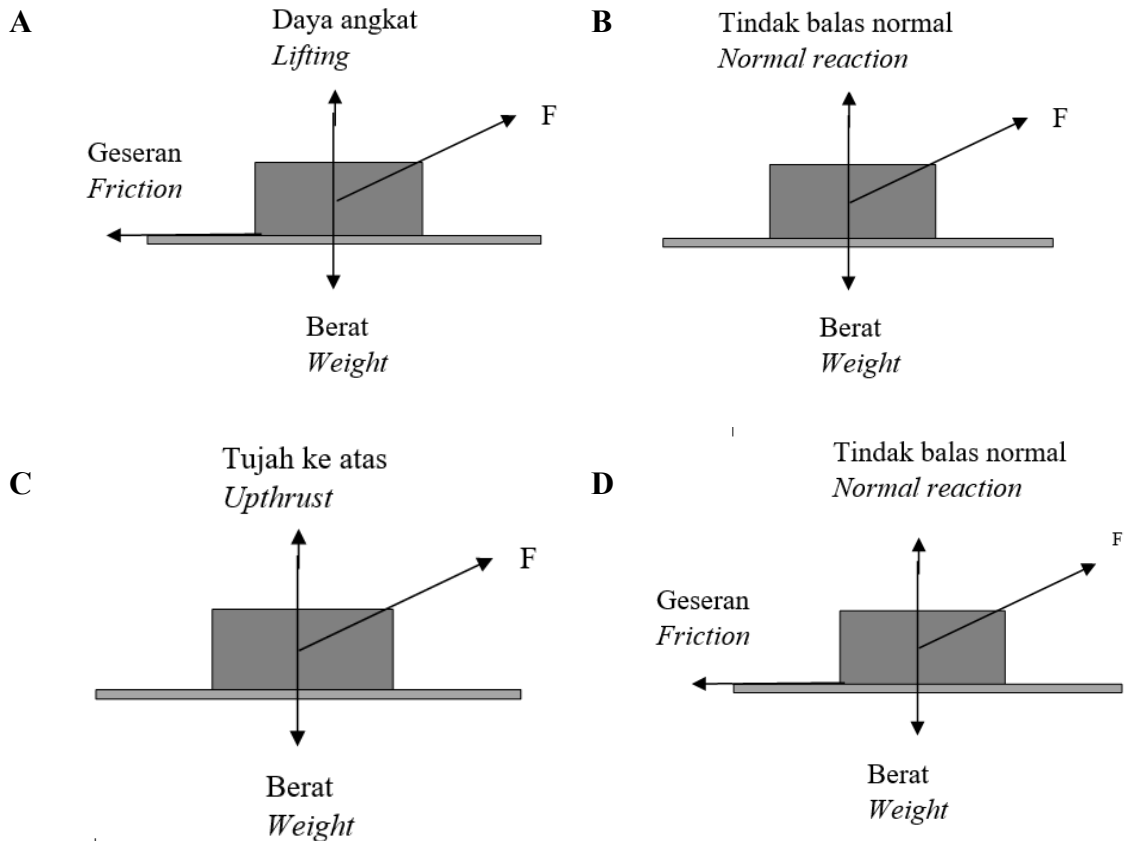 A
Daya angkat
Lifting
F
Geseran
Friction
Berat
Weight
B
Tindak balas normal
Normal reaction
F
Berat
Weight
C
Tujah ke atas
Upthrust
F
Berat
Weight
D
Tindak balas normal
Normal reaction
F
Geseran
Friction
Berat
Weight